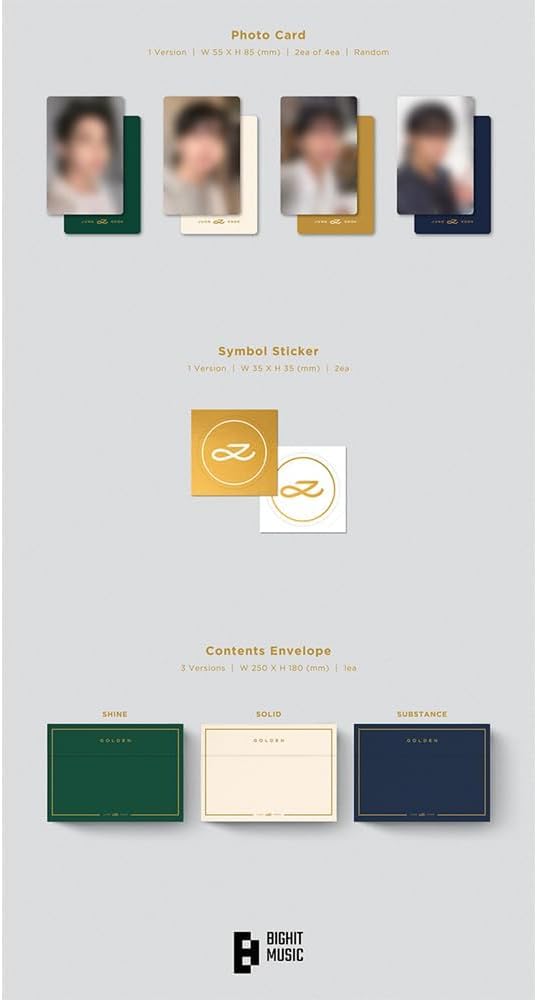 Photo Card
1 Version | W 55 X H 85 (mm) | 2ea of 4ea | Random
JUNG KOOK
JUNG KOOK
JUNG KOOK
JUNG KOOK
Symbol Sticker
1 Version | W 35 X H 35 (mm) | 2ea
Contents Envelope
3 Versions | W 250 X H 180 (mm) | 1ea
SHINE SOLID SUBSTANCE
GOLDEN GOLDEN GOLDEN
BIGHIT
MUSIC